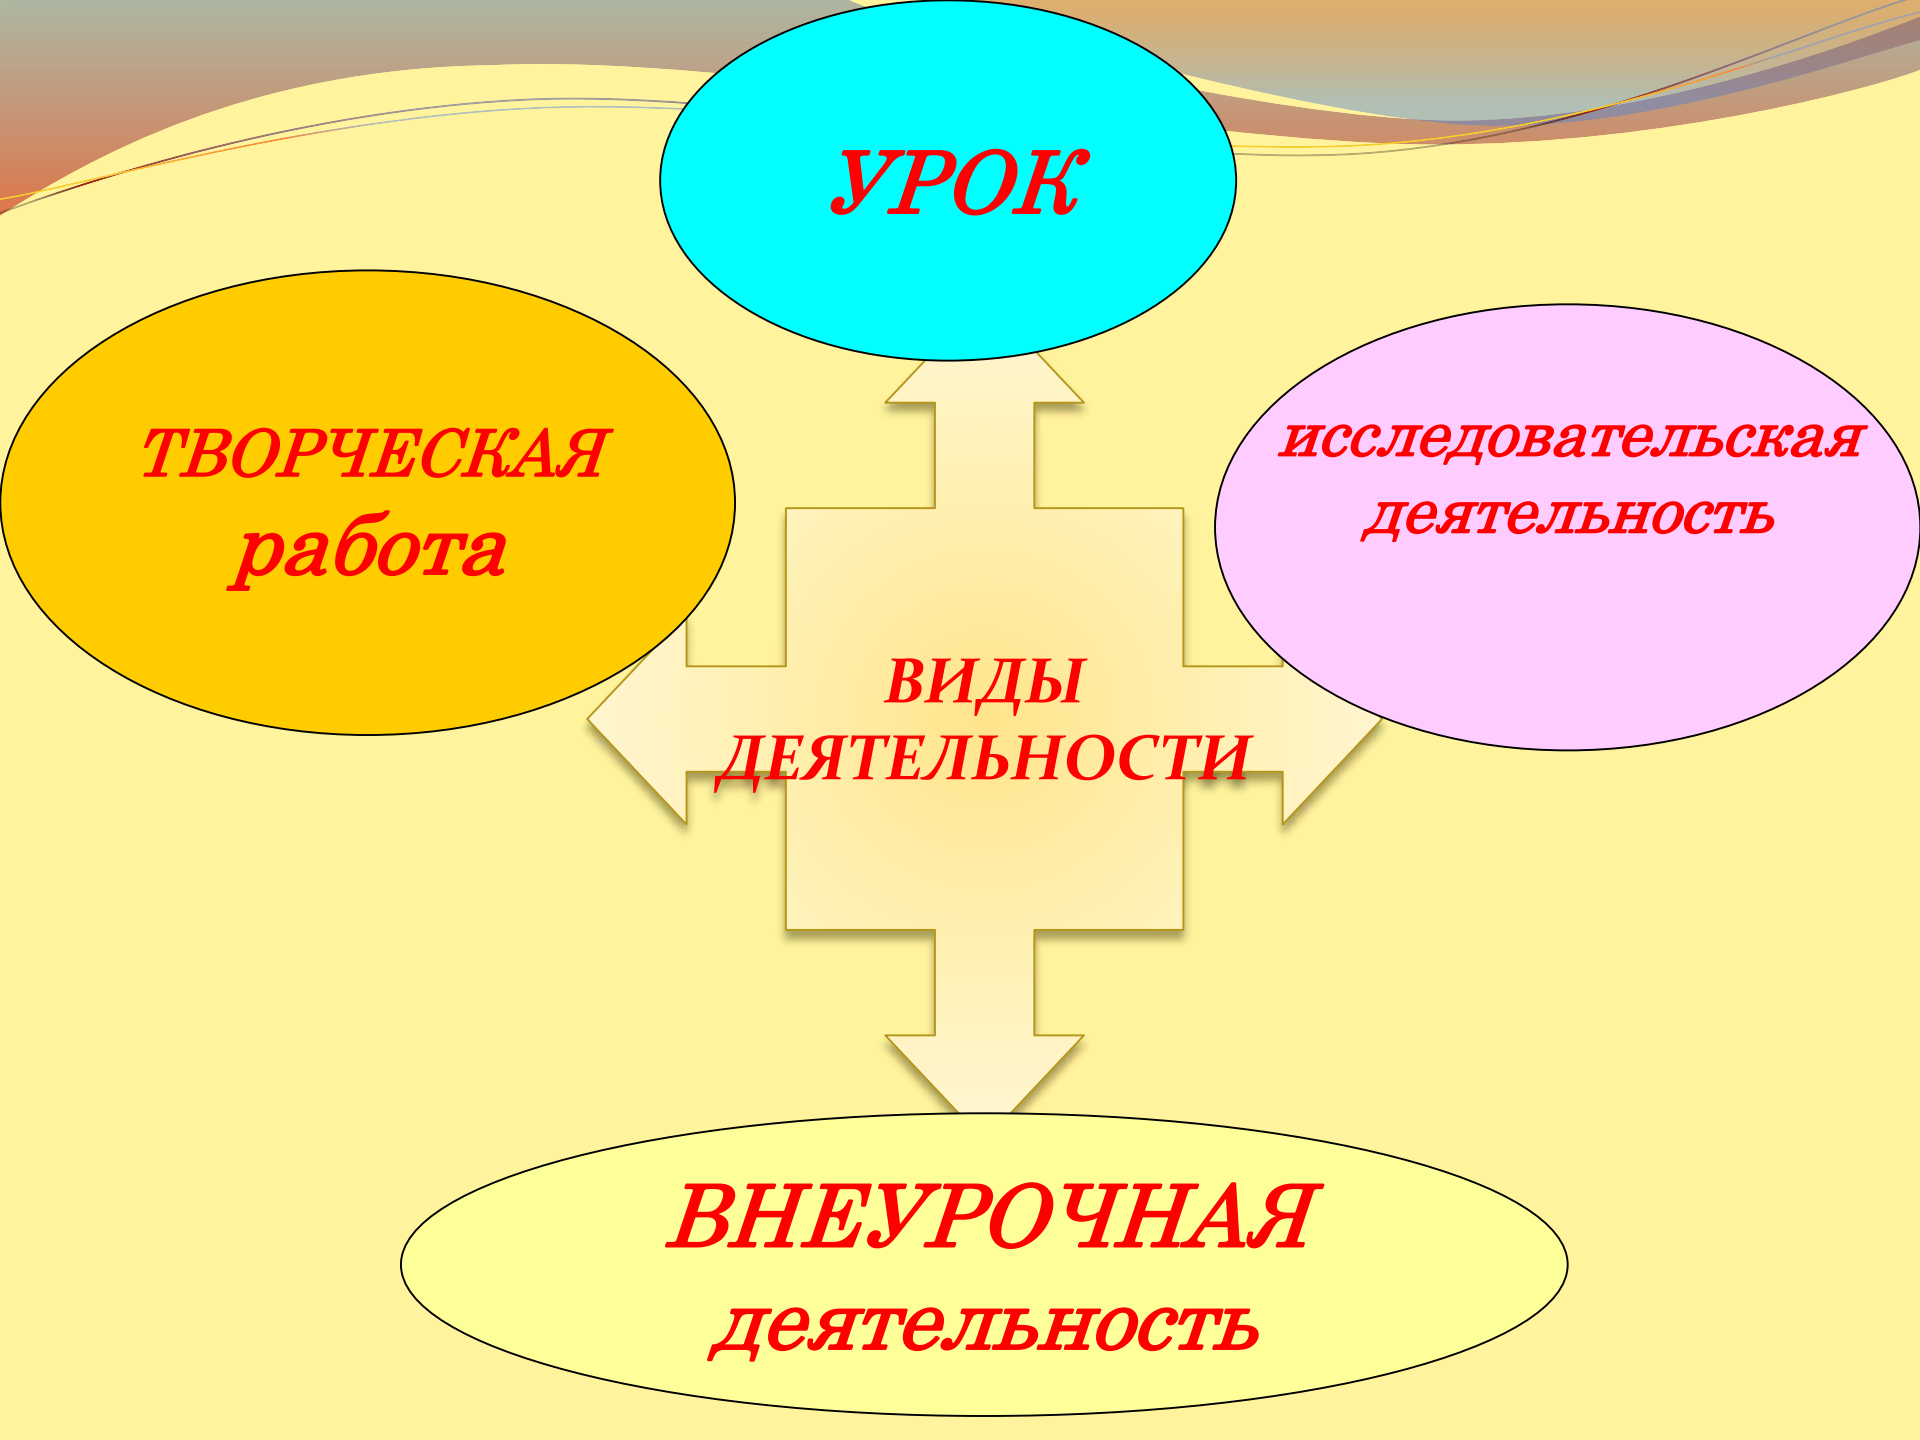 УРОК
ТВОРЧЕСКАЯ
работа
исследовательская
деятельность
ВИДЫ
ДЕЯТЕЛЬНОСТИ
ВНЕУРОЧНАЯ
деятельность